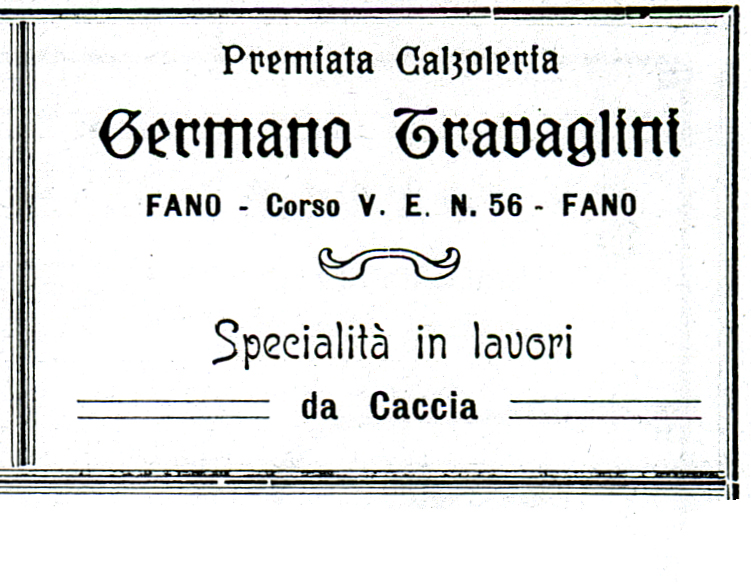 Premiata Calzoleria
Germano Travaglini
FANO - Corso V. E. N. 56 - FANO
Specialità in lavori
da Caccia